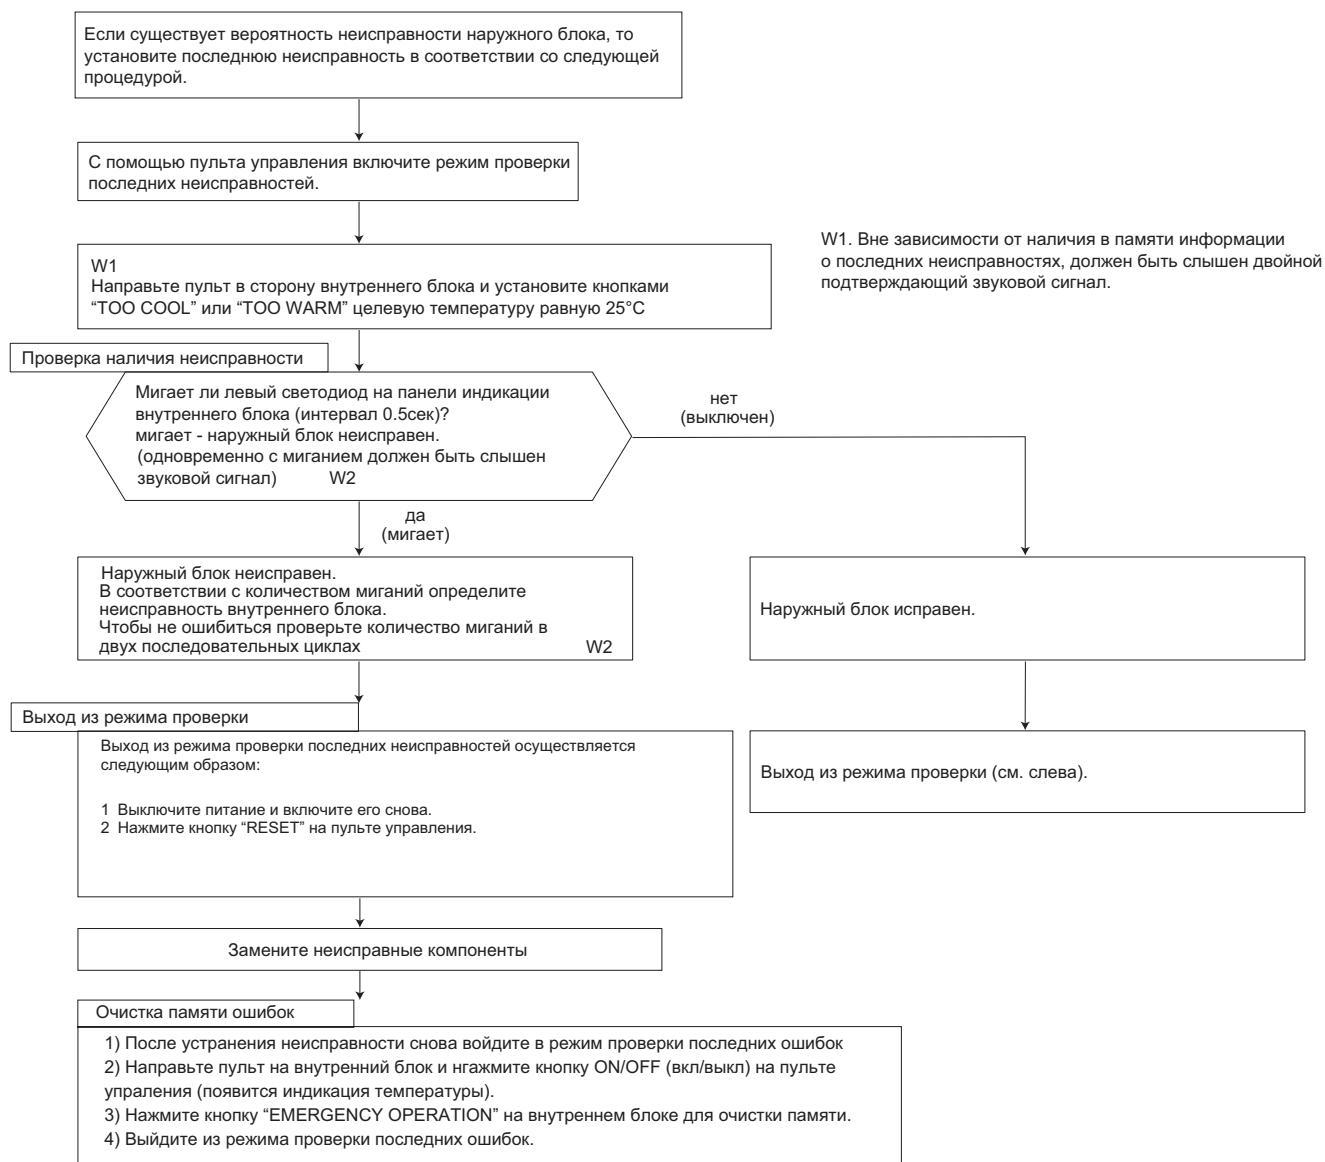 Если существует вероятность неисправности наружного блока, то
установите последнюю неисправность в соответствии со следующей
процедурой.
С помощью пульта управления включите режим проверки
последних неисправностей.
W1
Направьте пульт в сторону внутреннего блока и установите кнопками
“TOO COOL” или “TOO WARM” целевую температуру равную 25°C
W1. Вне зависимости от наличия в памяти информации
о последних неисправностях, должен быть слышен двойной
подтверждающий звуковой сигнал.
Проверка наличия неисправности
Мигает ли левый светодиод на панели индикации
внутреннего блока (интервал 0.5сек)?
мигает - наружный блок неисправен.
(одновременно с миганием должен быть слышен
звуковой сигнал) W2
нет
(выключен)
да
(мигает)
Наружный блок неисправен.
В соответствии с количеством миганий определите
неисправность внутреннего блока.
Чтобы не ошибиться проверьте количество миганий в
двух последовательных циклах W2
Наружный блок исправен.
Выход из режима проверки
Выход из режима проверки последних неисправностей осуществляется
следующим образом:
1 Выключите питание и включите его снова.
2 Нажмите кнопку “RESET” на пульте управления.
Выход из режима проверки (см. слева).
Замените неисправные компоненты
Очистка памяти ошибок
1) После устранения неисправности снова войдите в режим проверки последних ошибок
2) Направьте пульт на внутренний блок и нгажмите кнопку ON/OFF (вкл/выкл) на пульте
упраления (появится индикация температуры).
3) Нажмите кнопку “EMERGENCY OPERATION” на внутреннем блоке для очистки памяти.
4) Выйдите из режима проверки последних ошибок.